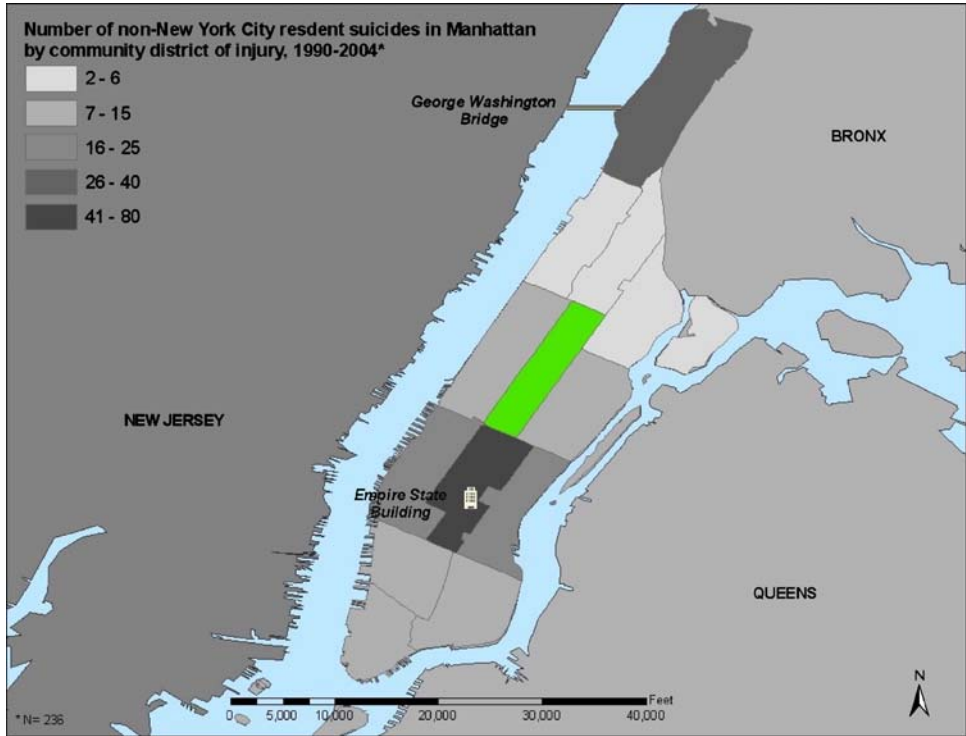 Number of non-New York City resdent suicides in Manhattan
by community district of injury, 1990-2004*
2 - 6
7 - 15
16 - 25
26 - 40
41 - 80
George Washington
Bridge
BRONX
NEW JERSEY
Empire State
Building
QUEENS
N
Feet
0 5,000 10,000 20,000 30,000 40,000
* N= 236